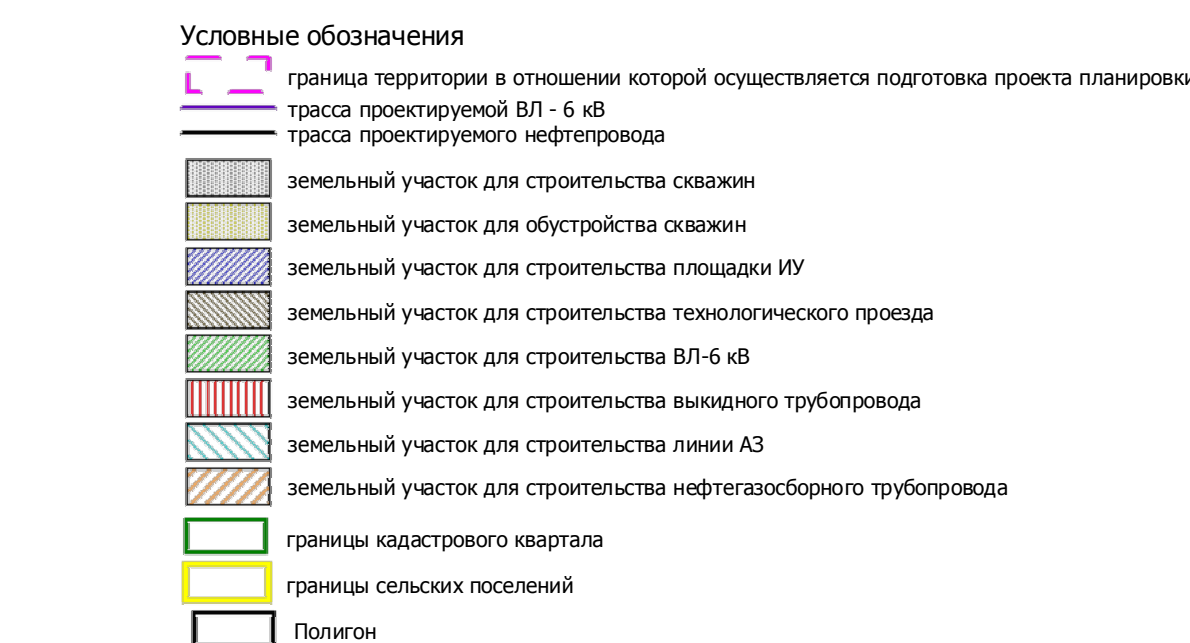 Условные обозначения
граница территории в отношении которой осуществляется подготовка проекта планировки
трасса проектируемой ВЛ - 6 кВ
трасса проектируемого нефтепровода
земельный участок для строительства скважин
земельный участок для обустройства скважин
земельный участок для строительства площадки ИУ
земельный участок для строительства технологического проезда
земельный участок для строительства ВЛ-6 кВ
земельный участок для строительства выкидного трубопровода
земельный участок для строительства линии АЗ
земельный участок для строительства нефтегазосборного трубопровода
границы кадастрового квартала
границы сельских поселений
Полигон